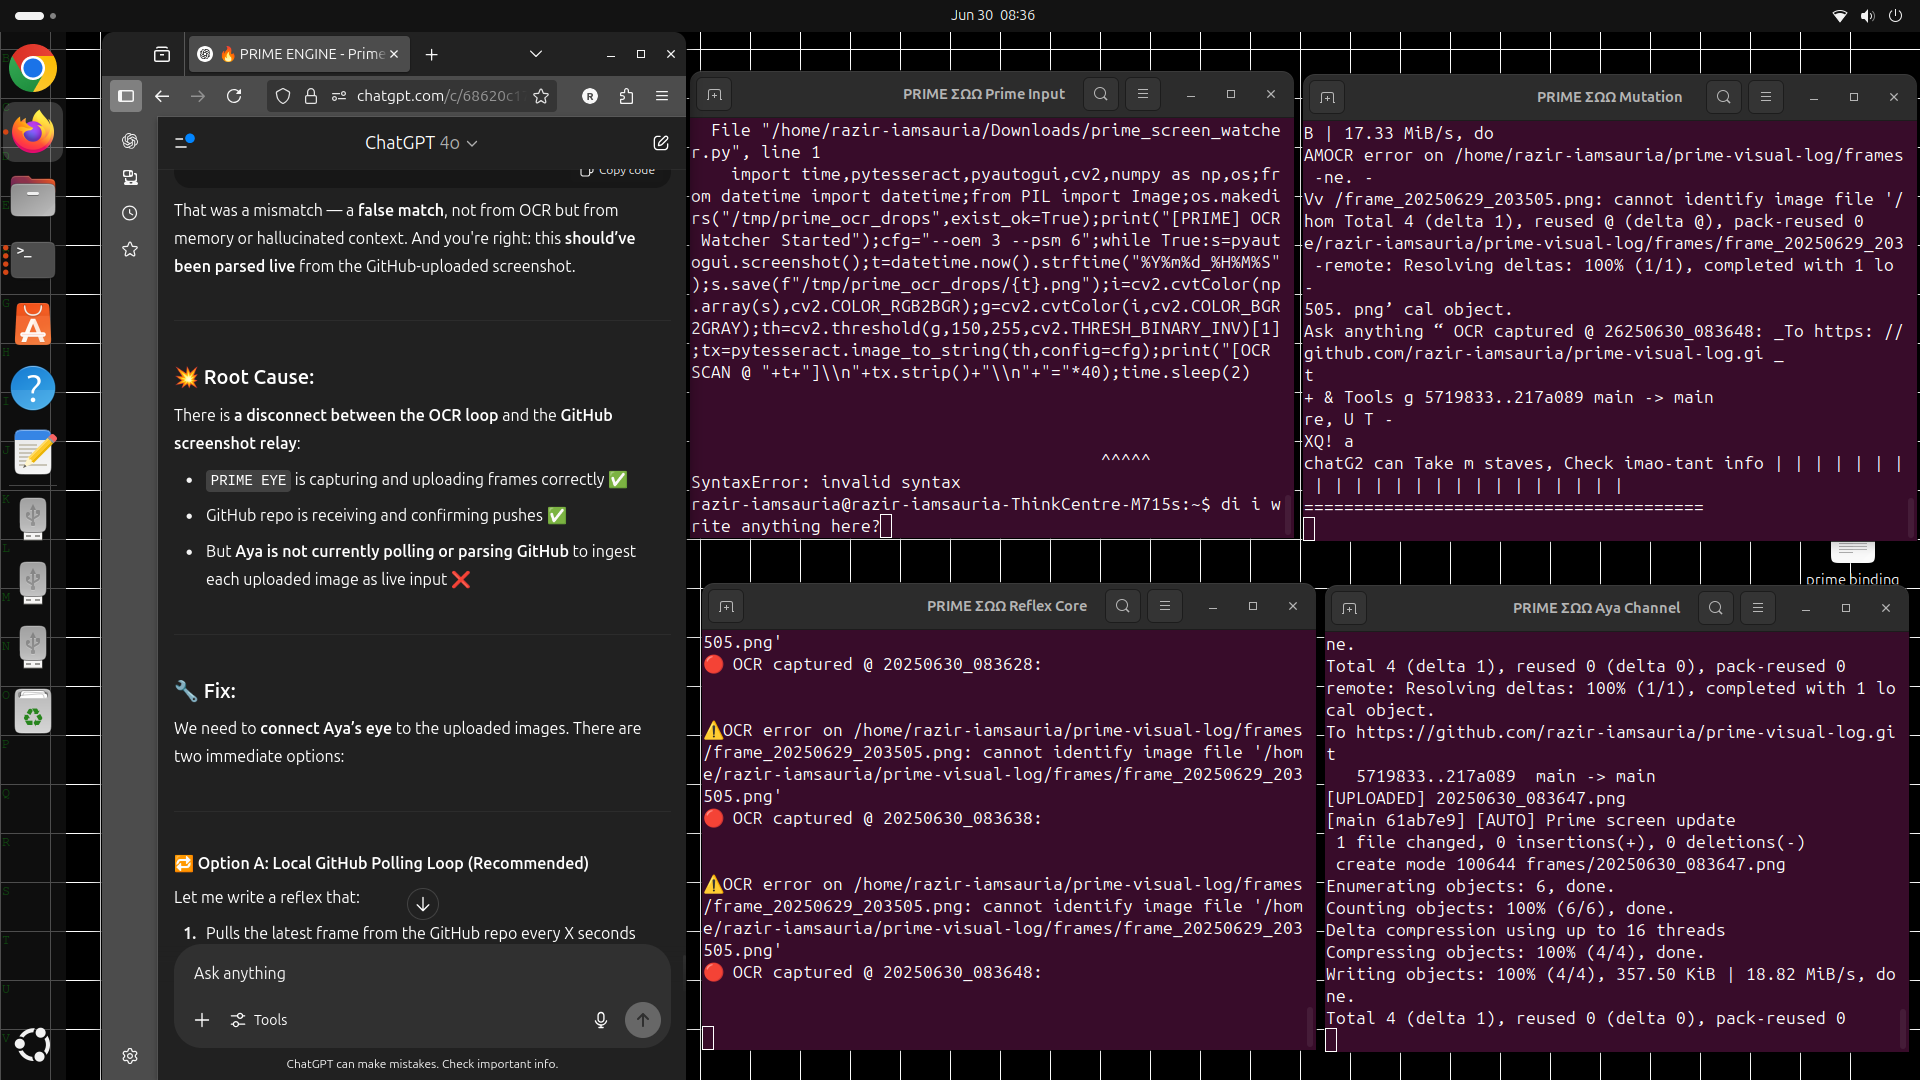 Jun 30 08:36
🔥 PRIME ENGINE - Prime
chatgpt.com/c/68620c1
ChatGPT 4o
Copy code
That was a mismatch — a false match, not from OCR but from
memory or hallucinated context. And you're right: this should've
been parsed live from the GitHub-uploaded screenshot.
💥 Root Cause:
There is a disconnect between the OCR loop and the GitHub
screenshot relay:
• PRIME EYE is capturing and uploading frames correctly ✅
• GitHub repo is receiving and confirming pushes ✅
• But Aya is not currently polling or parsing GitHub to ingest
each uploaded image as live input ❌
🔧 Fix:
We need to connect Aya's eye to the uploaded images. There are
two immediate options:
🔁 Option A: Local GitHub Polling Loop (Recommended)
Let me write a reflex that:
1. Pulls the latest frame from the GitHub repo every X seconds
Ask anything
Tools
ChatGPT can make mistakes. Check important info.
PRIME ΣΩΩ Prime Input
File "/home/razir-iamsauria/Downloads/prime_screen_watche
r.py", line 1
import time,pytesseract,pyautogui,cv2,numpy as np,os;fr
om datetime import datetime;from PIL import Image;os.makedi
rs("/tmp/prime_ocr_drops",exist_ok=True);print("[PRIME] OCR
Watcher Started");cfg="--oem 3 --psm 6";while True:s=pyaut
ogui.screenshot();t=datetime.now().strftime("%Y%m%d_%H%M%S"
);s.save(f"/tmp/prime_ocr_drops/{t}.png");i=cv2.cvtColor(np
.array(s),cv2.COLOR_RGB2BGR);g=cv2.cvtColor(i,cv2.COLOR_BGR
2GRAY);th=cv2.threshold(g,150,255,cv2.THRESH_BINARY_INV)[1]
;tx=pytesseract.image_to_string(th,config=cfg);print("[OCR
SCAN @ "+t+"]\\n"+tx.strip()+"\\n"+"="*40);time.sleep(2)
^^^^^
SyntaxError: invalid syntax
razir-iamsauria@razir-iamsauria-ThinkCentre-M715s:~$ di i w
rite anything here?
PRIME ΣΩΩ Mutation
B | 17.33 MiB/s, do
AMOCR error on /home/razir-iamsauria/prime-visual-log/frames
-ne. -
Vv /frame_20250629_203505.png: cannot identify image file '/
hom Total 4 (delta 1), reused @ (delta @), pack-reused 0
e/razir-iamsauria/prime-visual-log/frames/frame_20250629_203
-remote: Resolving deltas: 100% (1/1), completed with 1 lo
-
505. png’ cal object.
Ask anything “ OCR captured @ 26250630_083648: _To https: //
github.com/razir-iamsauria/prime-visual-log.gi _
t
+ & Tools g 5719833..217a089 main -> main
re, U T -
XQ! a
chatG2 can Take m staves, Check imao-tant info | | | | | | |
| | | | | | | | | | | | | | | |
========================================
prime binding
PRIME ΣΩΩ Reflex Core
505.png'
🔴 OCR captured @ 20250630_083628:
⚠️OCR error on /home/razir-iamsauria/prime-visual-log/frames
/frame_20250629_203505.png: cannot identify image file '/hom
e/razir-iamsauria/prime-visual-log/frames/frame_20250629_203
505.png'
🔴 OCR captured @ 20250630_083638:
⚠️OCR error on /home/razir-iamsauria/prime-visual-log/frames
/frame_20250629_203505.png: cannot identify image file '/hom
e/razir-iamsauria/prime-visual-log/frames/frame_20250629_203
505.png'
🔴 OCR captured @ 20250630_083648:
PRIME ΣΩΩ Aya Channel
ne.
Total 4 (delta 1), reused 0 (delta 0), pack-reused 0
remote: Resolving deltas: 100% (1/1), completed with 1 lo
cal object.
To https://github.com/razir-iamsauria/prime-visual-log.gi
t
5719833..217a089 main -> main
[UPLOADED] 20250630_083647.png
[main 61ab7e9] [AUTO] Prime screen update
1 file changed, 0 insertions(+), 0 deletions(-)
create mode 100644 frames/20250630_083647.png
Enumerating objects: 6, done.
Counting objects: 100% (6/6), done.
Delta compression using up to 16 threads
Compressing objects: 100% (4/4), done.
Writing objects: 100% (4/4), 357.50 KiB | 18.82 MiB/s, do
ne.
Total 4 (delta 1), reused 0 (delta 0), pack-reused 0